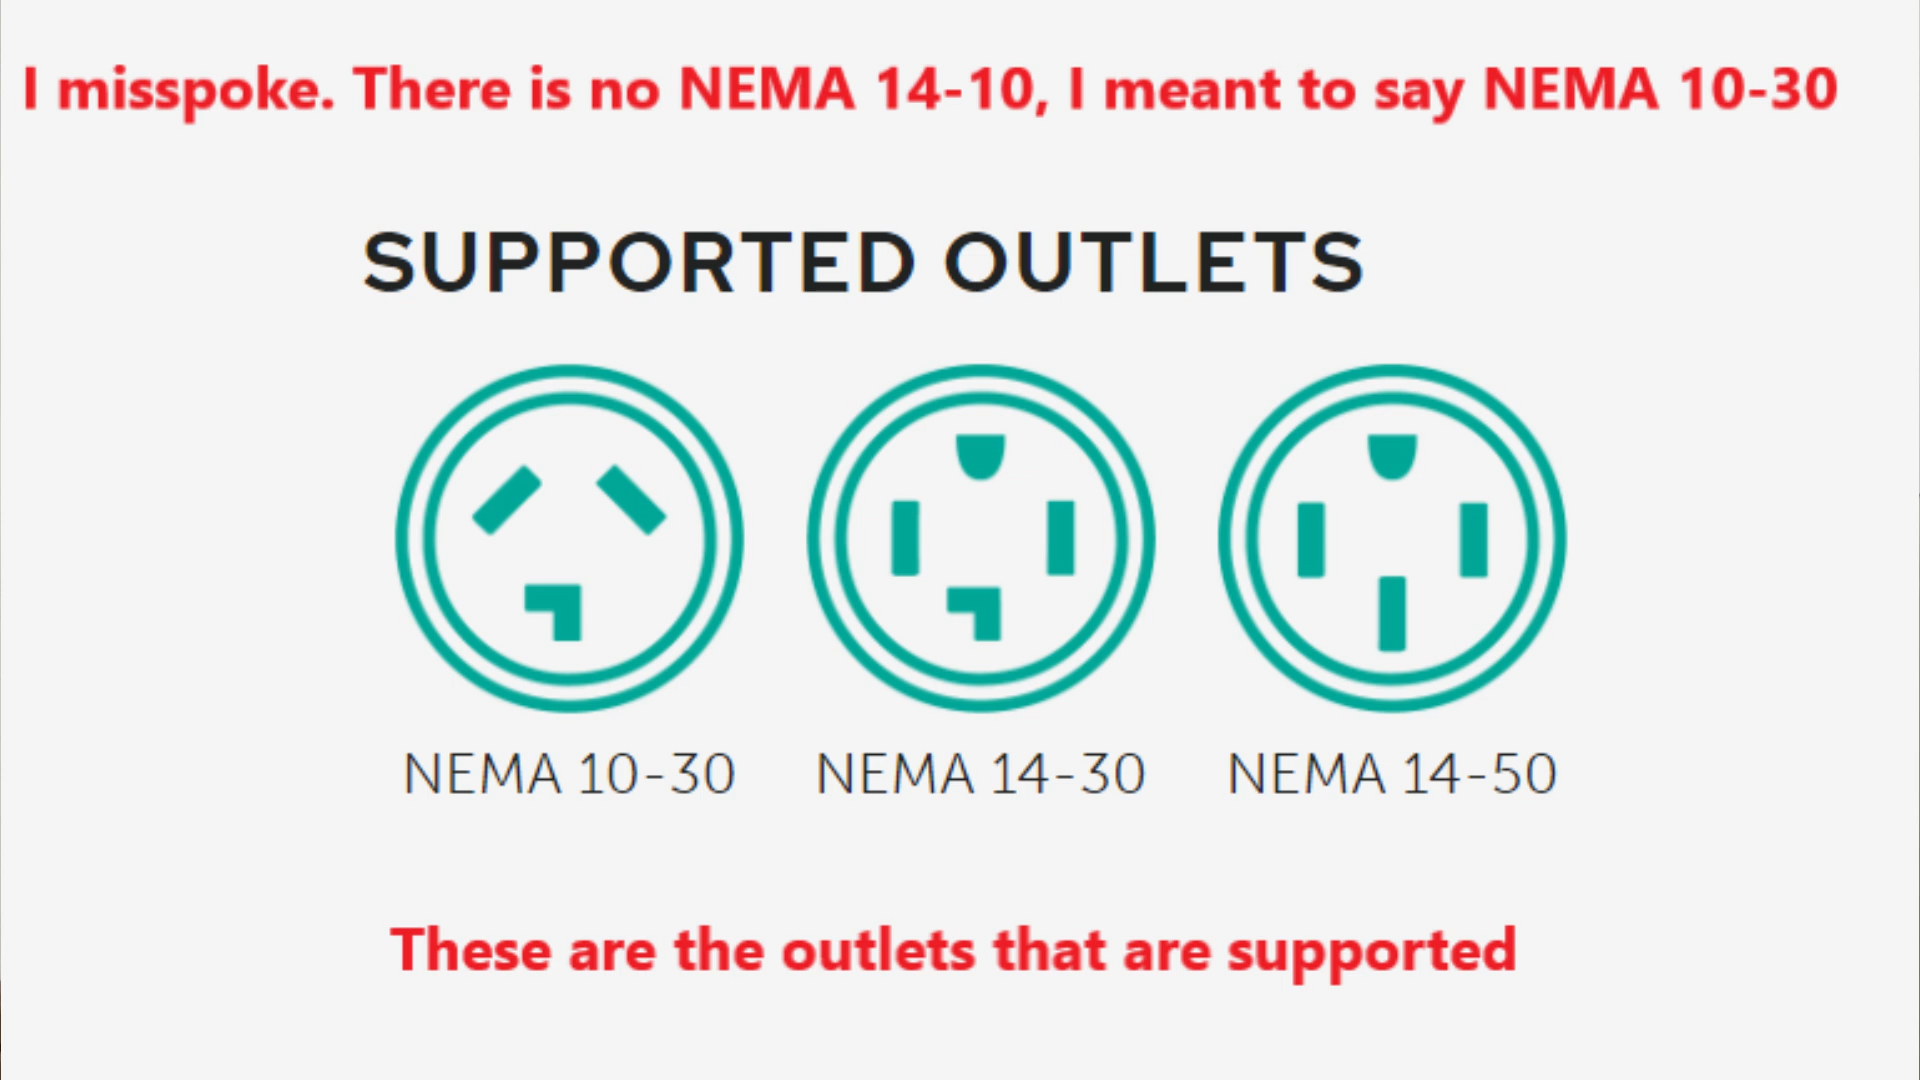 I misspoke. There is no NEMA 14-10, I meant to say NEMA 10-30
SUPPORTED OUTLETS
NEMA 10-30 NEMA 14-30 NEMA 14-50
These are the outlets that are supported